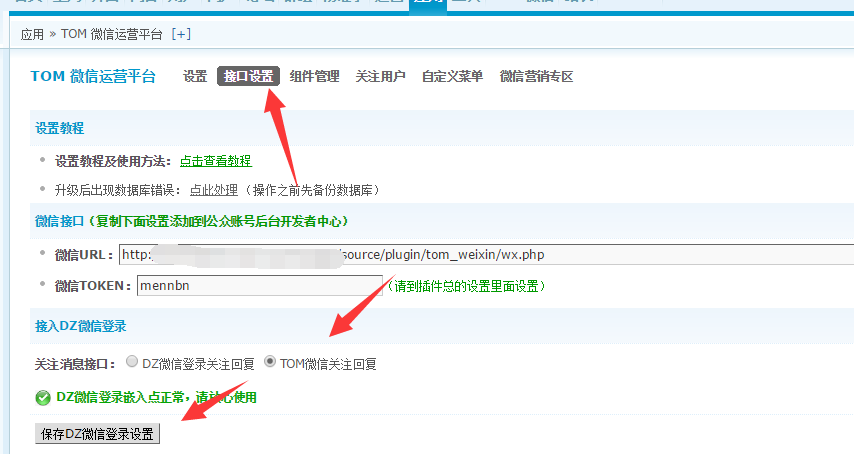 应用 » TOM 微信运营平台 [+]
TOM 微信运营平台 设置 接口设置 组件管理 关注用户 自定义菜单 微信营销专区
设置教程
设置教程及使用方法：点击查看教程
升级后出现数据库错误：点此处理（操作之前先备份数据库）
微信接口（复制下面设置添加到公众账号后台开发者中心）
微信URL：http: /source/plugin/tom_weixin/wx.php
微信TOKEN：mennbn（请到插件总的设置里面设置）
接入DZ微信登录
关注消息接口：DZ微信登录关注回复 TOM微信关注回复
DZ微信登录嵌入点正常，请放心使用
保存DZ微信登录设置